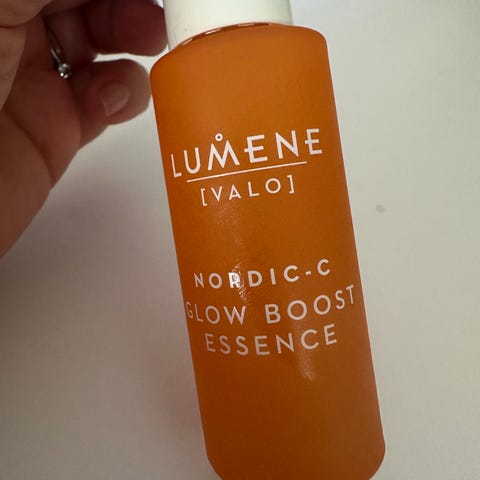 LUMENE
[VALO]
NORDIC-C
GLOW BOOST
ESSENCE